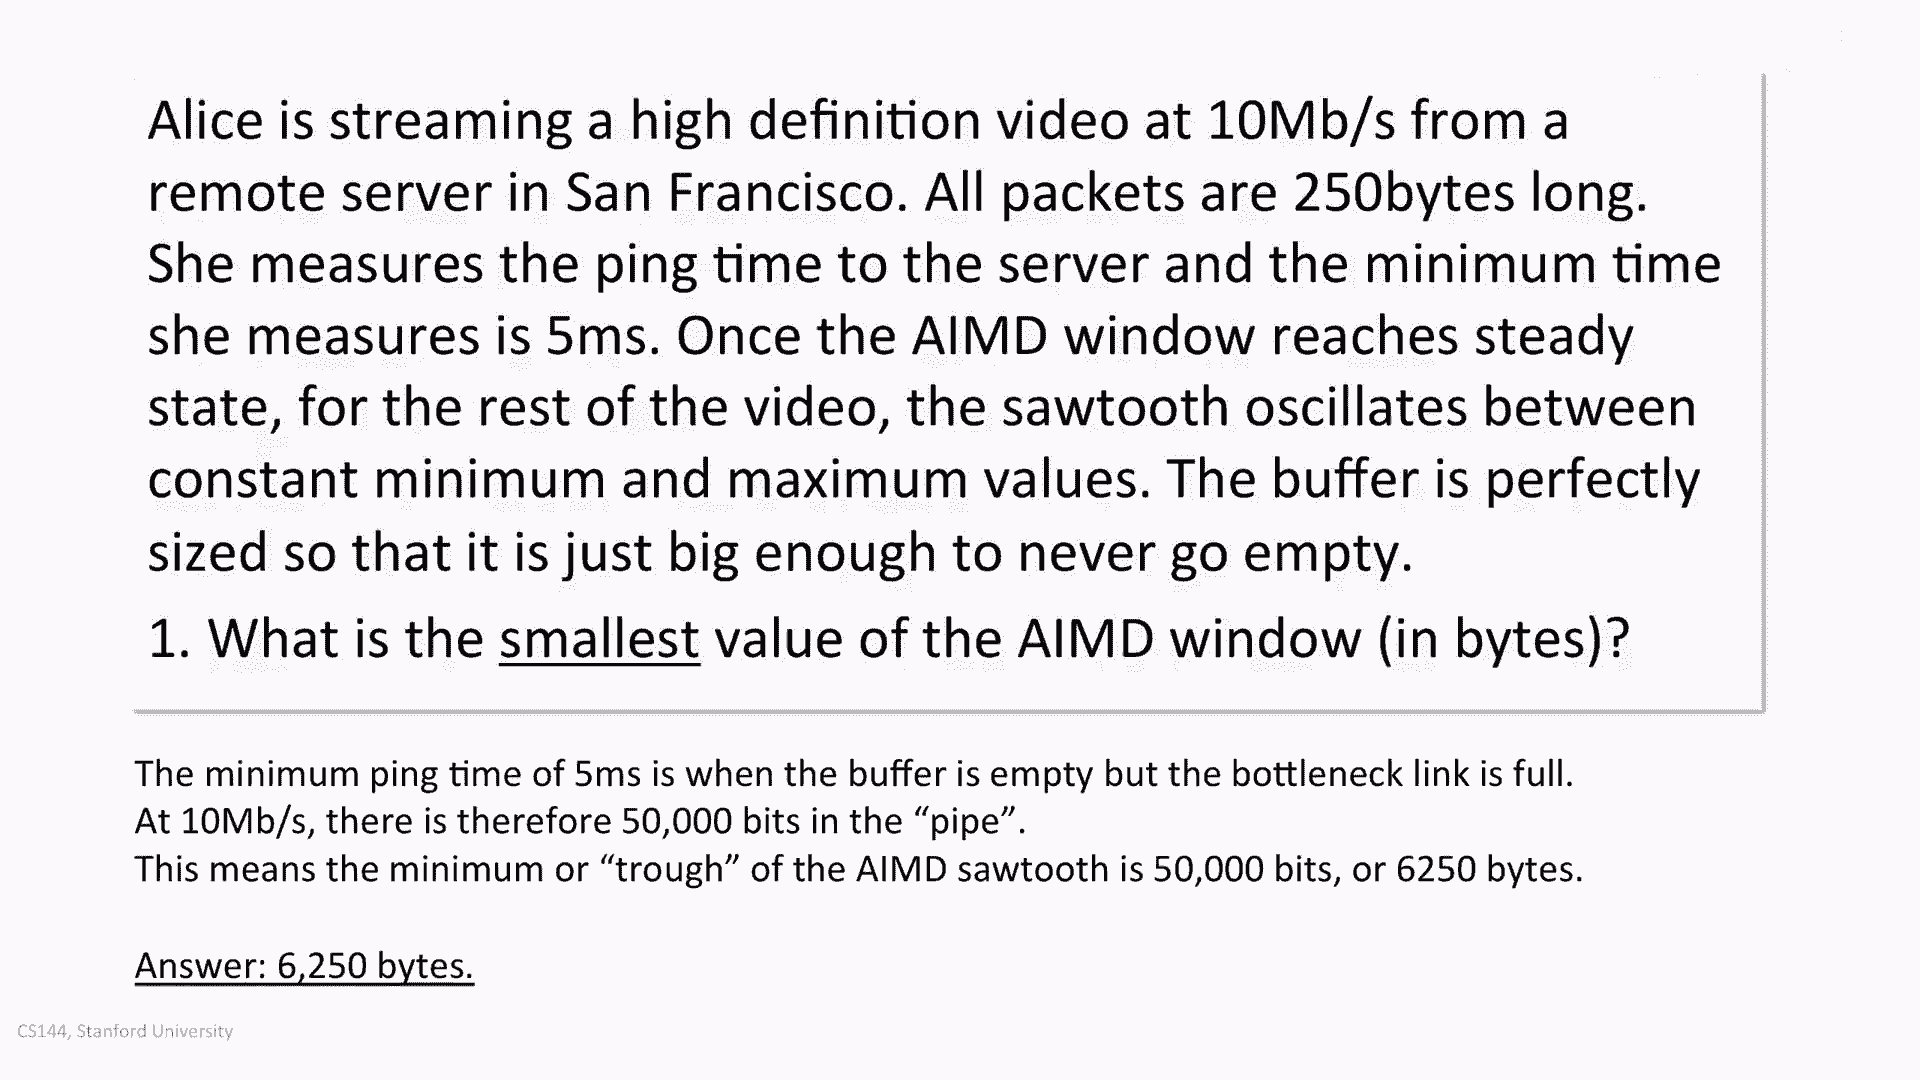 Alice is streaming a high definition video at 10Mb/s from a
remote server in San Francisco. All packets are 250bytes long.
She measures the ping time to the server and the minimum time
she measures is 5ms. Once the AIMD window reaches steady
state, for the rest of the video, the sawtooth oscillates between
constant minimum and maximum values. The buffer is perfectly
sized so that it is just big enough to never go empty.
1. What is the smallest value of the AIMD window (in bytes)?
The minimum ping time of 5ms is when the buffer is empty but the bottleneck link is full.
At 10Mb/s, there is therefore 50,000 bits in the “pipe”.
This means the minimum or “trough” of the AIMD sawtooth is 50,000 bits, or 6250 bytes.
Answer: 6,250 bytes.
CS144, Stanford University